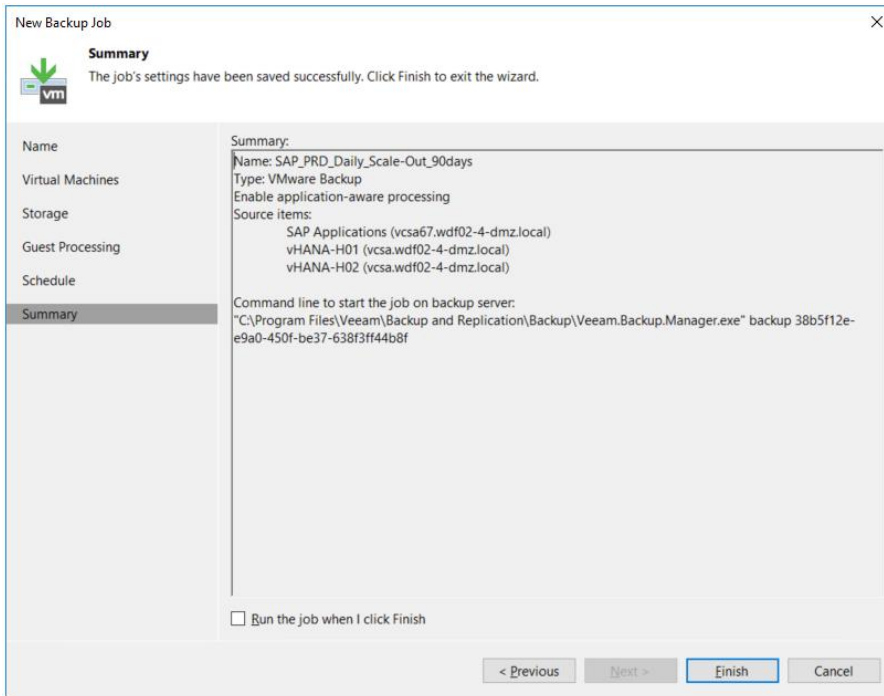 New Backup Job
Summary
The job's settings have been saved successfully. Click Finish to exit the wizard.
vm
Name
Virtual Machines
Storage
Guest Processing
Schedule
Summary
Summary:
Name: SAP_PRD_Daily_Scale-Out_90days
Type: VMware Backup
Enable application-aware processing
Source items:
SAP Applications (vcsa67.wdf02-4-dmz.local)
vHANA-H01 (vcsa.wdf02-4-dmz.local)
vHANA-H02 (vcsa.wdf02-4-dmz.local)
Command line to start the job on backup server:
"C:\Program Files\Veeam\Backup and Replication\Backup\Veeam.Backup.Manager.exe" backup 38b5f12e-
e9a0-450f-be37-638f3ff44b8f
Run the job when I click Finish
< Previous
Next >
Finish
Cancel